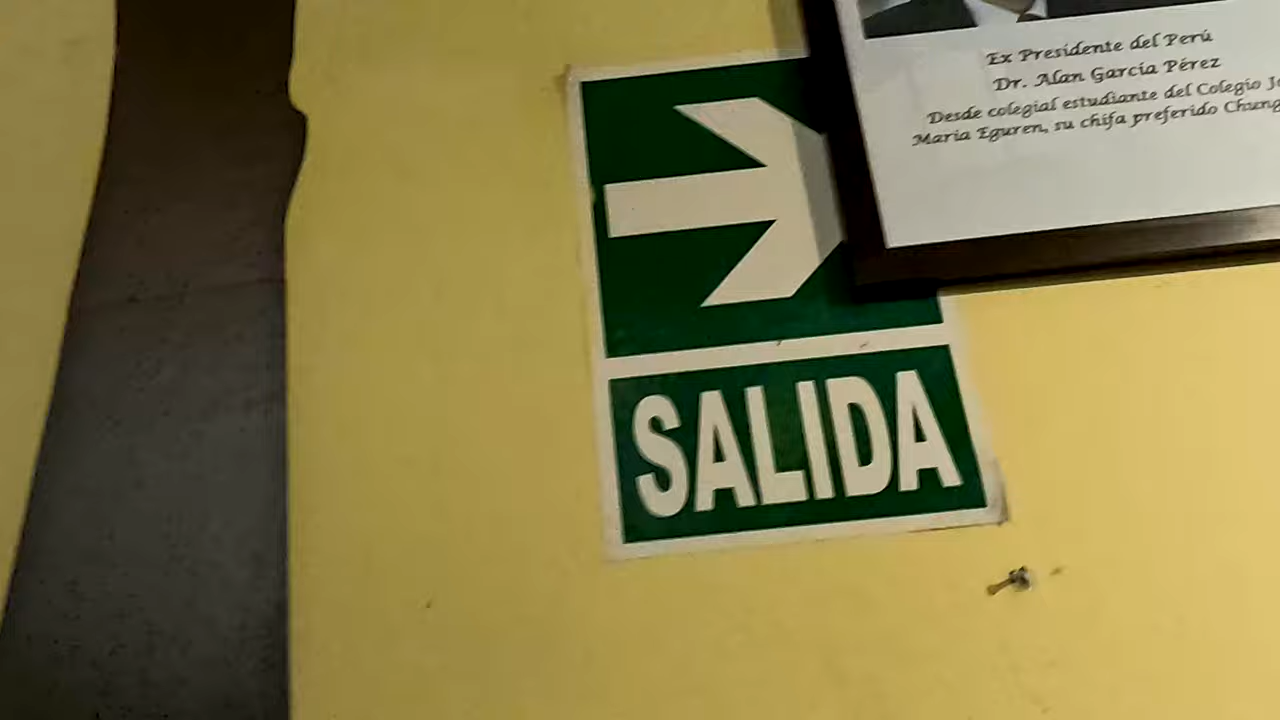 Ex Presidente del Perú
Dr. Alan García Pérez
Desde colegial estudiante del Colegio
Maria Eguren, su chifa preferido
SALIDA